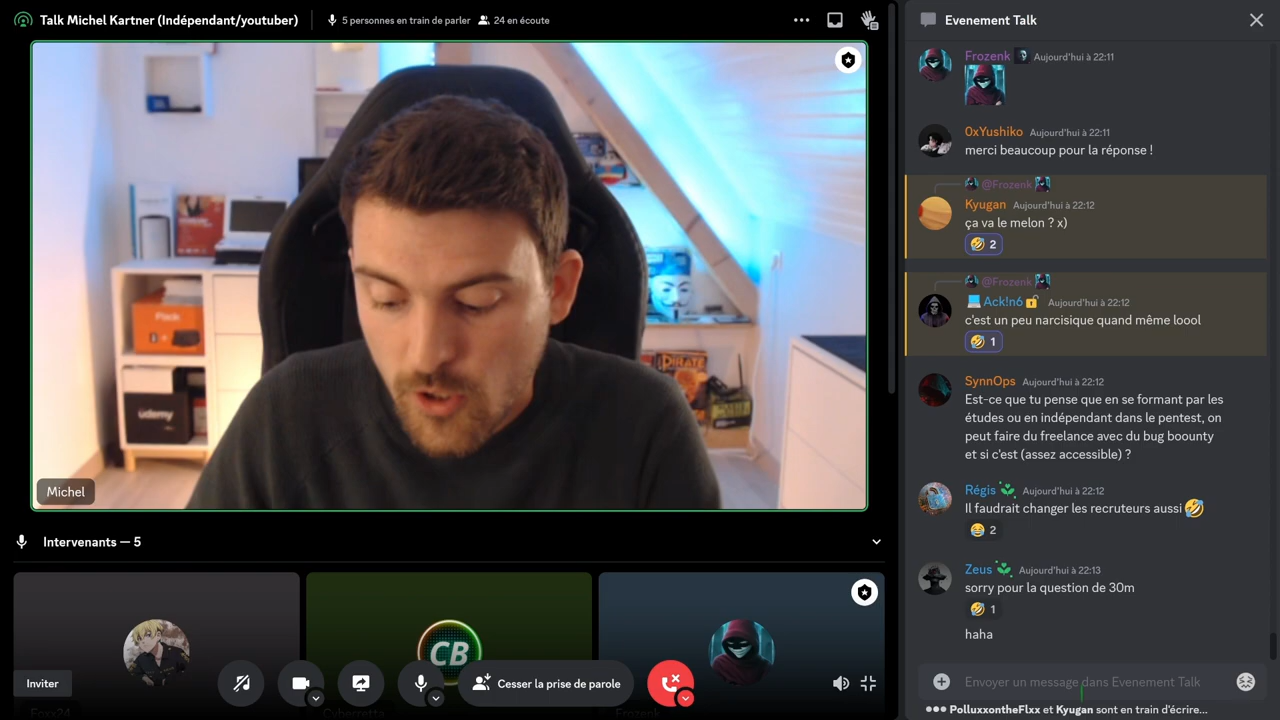 Talk Michel Kartner (Indépendant/youtuber)
5 personnes en train de parler
24 en écoute
Evenement Talk
Frozenk Aujourd'hui à 22:11
0xYushiko Aujourd'hui à 22:11
merci beaucoup pour la réponse !
@Frozenk
Kyugan Aujourd'hui à 22:12
ça va le melon ? x)
2
@Frozenk
Ack!n6 Aujourd'hui à 22:12
c'est un peu narcisique quand même loool
1
SynnOps Aujourd'hui à 22:12
Est-ce que tu pense que en se formant par les
études ou en indépendant dans le pentest, on
peut faire du freelance avec du bug boounty
et si c'est (assez accessible) ?
Régis Aujourd'hui à 22:12
Il faudrait changer les recruteurs aussi
2
Zeus Aujourd'hui à 22:13
sorry pour la question de 30m
1
haha
Envoyer un message dans Evenement Talk
PolluxxontheFlxx et Kyugan sont en train d'écrire...
PIRATE
udemy
Michel
Intervenants — 5
CB
Inviter
Cesser la prise de parole
Cyberretta
Frozenk